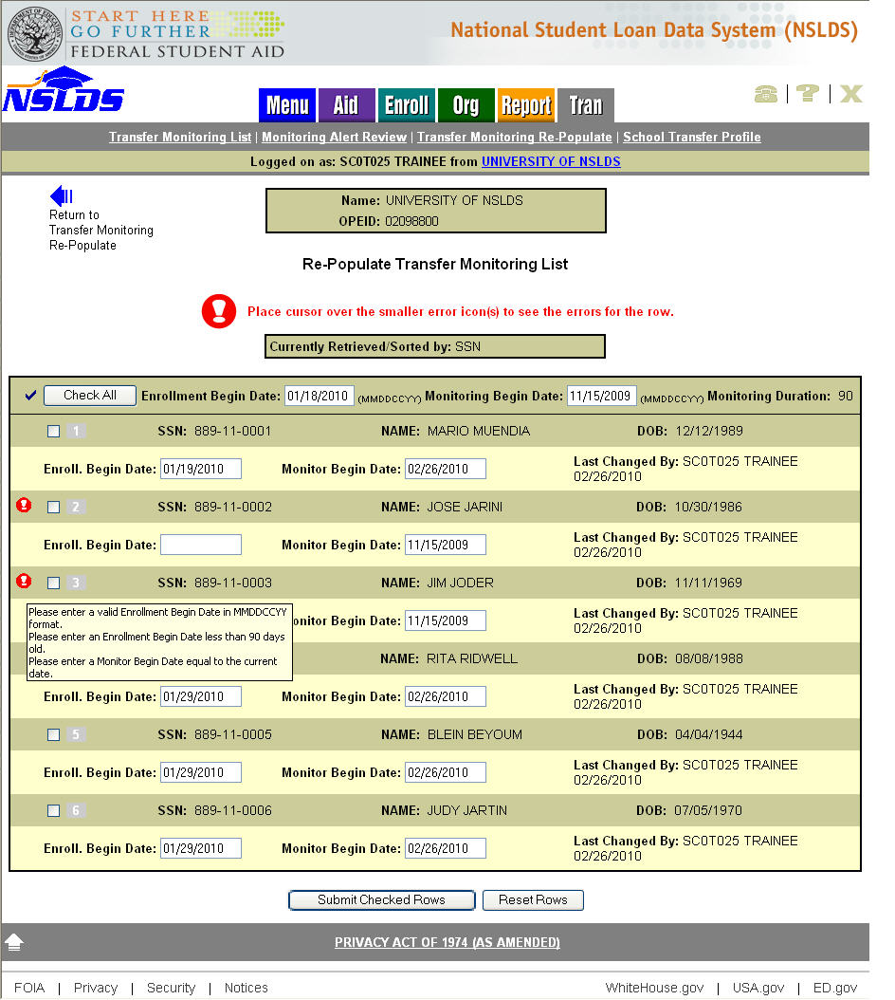 START HERE
GO FURTHER
FEDERAL STUDENT AID
National Student Loan Data System (NSLDS)
NSLDS
Menu Aid Enroll Org Report Tran
? X
Transfer Monitoring List | Monitoring Alert Review | Transfer Monitoring Re-Populate | School Transfer Profile
Logged on as: SC0T025 TRAINEE from UNIVERSITY OF NSLDS
Return to
Transfer Monitoring
Re-Populate
Name: UNIVERSITY OF NSLDS
OPEID: 02098800
Re-Populate Transfer Monitoring List
Place cursor over the smaller error icon(s) to see the errors for the row.
Currently Retrieved/Sorted by: SSN
Check All Enrollment Begin Date: 01/18/2010 (MMDDCCYY) Monitoring Begin Date: 11/15/2009 (MMDDCCYY) Monitoring Duration: 90
1 SSN: 889-11-0001 NAME: MARIO MUENDIA DOB: 12/12/1989
Enroll. Begin Date: 01/19/2010 Monitor Begin Date: 02/26/2010 Last Changed By: SC0T025 TRAINEE
02/26/2010
2 SSN: 889-11-0002 NAME: JOSE JARINI DOB: 10/30/1986
Enroll. Begin Date: Monitor Begin Date: 11/15/2009 Last Changed By: SC0T025 TRAINEE
02/26/2010
3 SSN: 889-11-0003 NAME: JIM JODER DOB: 11/11/1969
Please enter a valid Enrollment Begin Date in MMDDCCYY
format.
Please enter an Enrollment Begin Date less than 90 days
old.
Please enter a Monitor Begin Date equal to the current
date.
onitor Begin Date: 11/15/2009 Last Changed By: SC0T025 TRAINEE
02/26/2010
NAME: RITA RIDWELL DOB: 08/08/1988
Enroll. Begin Date: 01/29/2010 Monitor Begin Date: 02/26/2010 Last Changed By: SC0T025 TRAINEE
02/26/2010
5 SSN: 889-11-0005 NAME: BLEIN BEYOUM DOB: 04/04/1944
Enroll. Begin Date: 01/29/2010 Monitor Begin Date: 02/26/2010 Last Changed By: SC0T025 TRAINEE
02/26/2010
6 SSN: 889-11-0006 NAME: JUDY JARTIN DOB: 07/05/1970
Enroll. Begin Date: 01/29/2010 Monitor Begin Date: 02/26/2010 Last Changed By: SC0T025 TRAINEE
02/26/2010
Submit Checked Rows Reset Rows
PRIVACY ACT OF 1974 (AS AMENDED)
FOIA | Privacy | Security | Notices WhiteHouse.gov | USA.gov | ED.gov